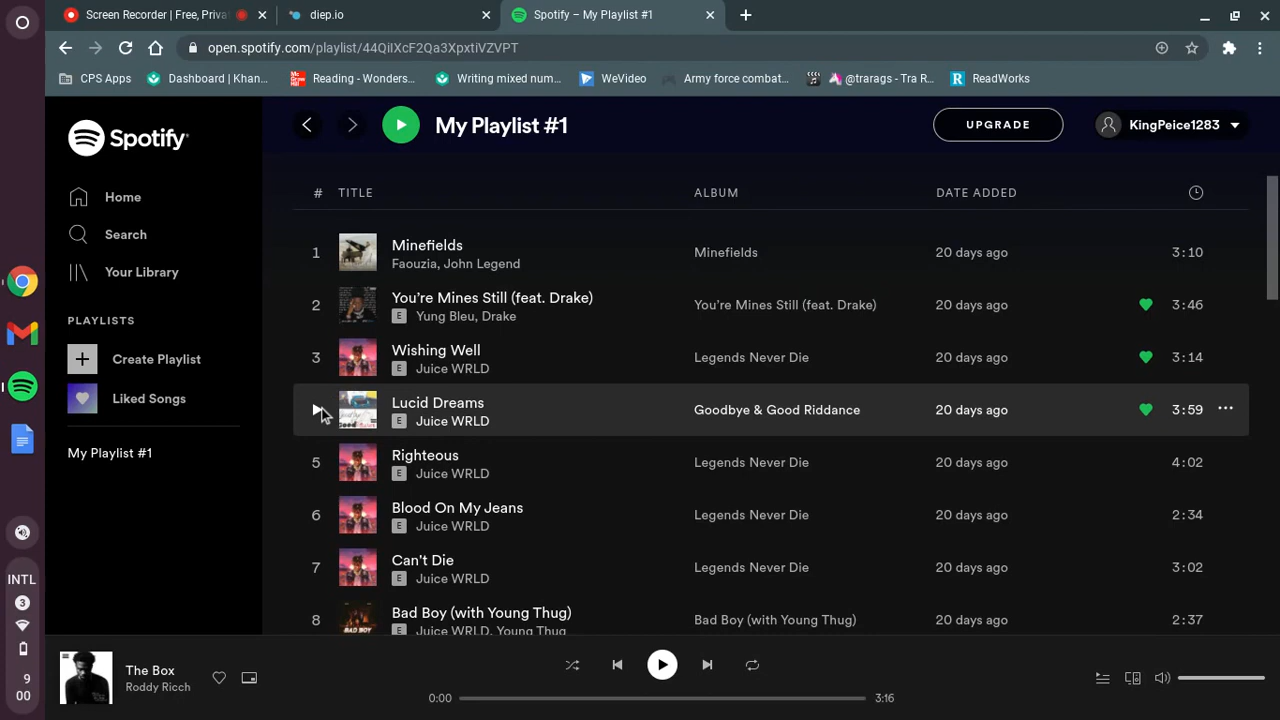 Screen Recorder | Free, Priva
diep.io
Spotify – My Playlist #1
open.spotify.com/playlist/44QiIXcF2Qa3XpxtiVZVPT
CPS Apps
Dashboard | Khan...
Reading - Wonders...
Writing mixed num...
WeVideo
Army force combat...
@trarags - Tra R...
ReadWorks
Spotify
My Playlist #1
UPGRADE
KingPeice1283
Home
Search
Your Library
PLAYLISTS
Create Playlist
Liked Songs
My Playlist #1
# TITLE ALBUM DATE ADDED
1 Minefields Minefields 20 days ago 3:10
Faouzia, John Legend
2 You're Mines Still (feat. Drake) You're Mines Still (feat. Drake) 20 days ago 3:46
E Yung Bleu, Drake
3 Wishing Well Legends Never Die 20 days ago 3:14
E Juice WRLD
Lucid Dreams Goodbye & Good Riddance 20 days ago 3:59
E Juice WRLD
5 Righteous Legends Never Die 20 days ago 4:02
E Juice WRLD
6 Blood On My Jeans Legends Never Die 20 days ago 2:34
E Juice WRLD
7 Can't Die Legends Never Die 20 days ago 3:02
E Juice WRLD
8 Bad Boy (with Young Thug) Bad Boy (with Young Thug) 20 days ago 2:37
E Juice WRLD, Young Thug
BAD BOY
INTL
3
9
00
The Box
Roddy Ricch
0:00
3:16